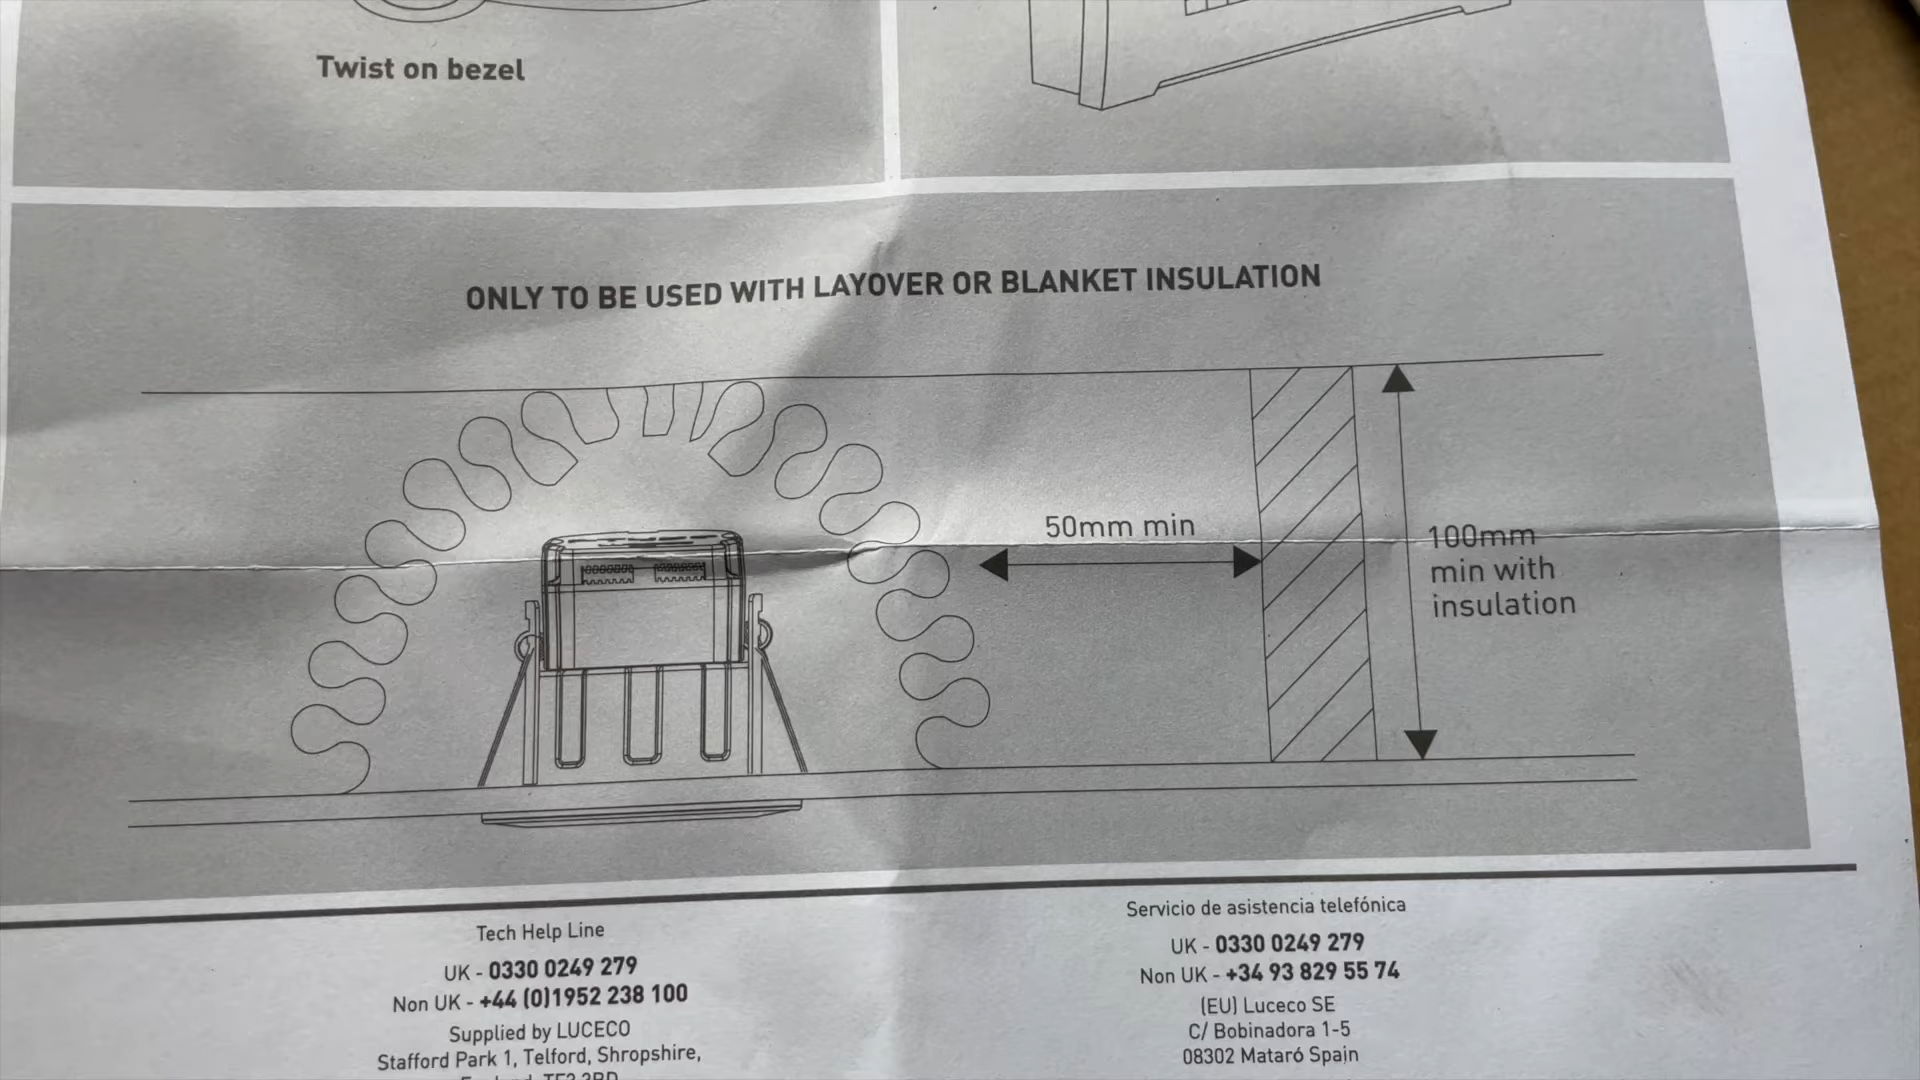 Twist on bezel
ONLY TO BE USED WITH LAYOVER OR BLANKET INSULATION
50mm min
100mm
min with
insulation
Tech Help Line
UK - 0330 0249 279
Non UK - +44 (0)1952 238 100
Supplied by LUCECO
Stafford Park 1, Telford, Shropshire,
Servicio de asistencia telefónica
UK - 0330 0249 279
Non UK - +34 93 829 55 74
(EU) Luceco SE
C/ Bobinadora 1-5
08302 Mataró Spain